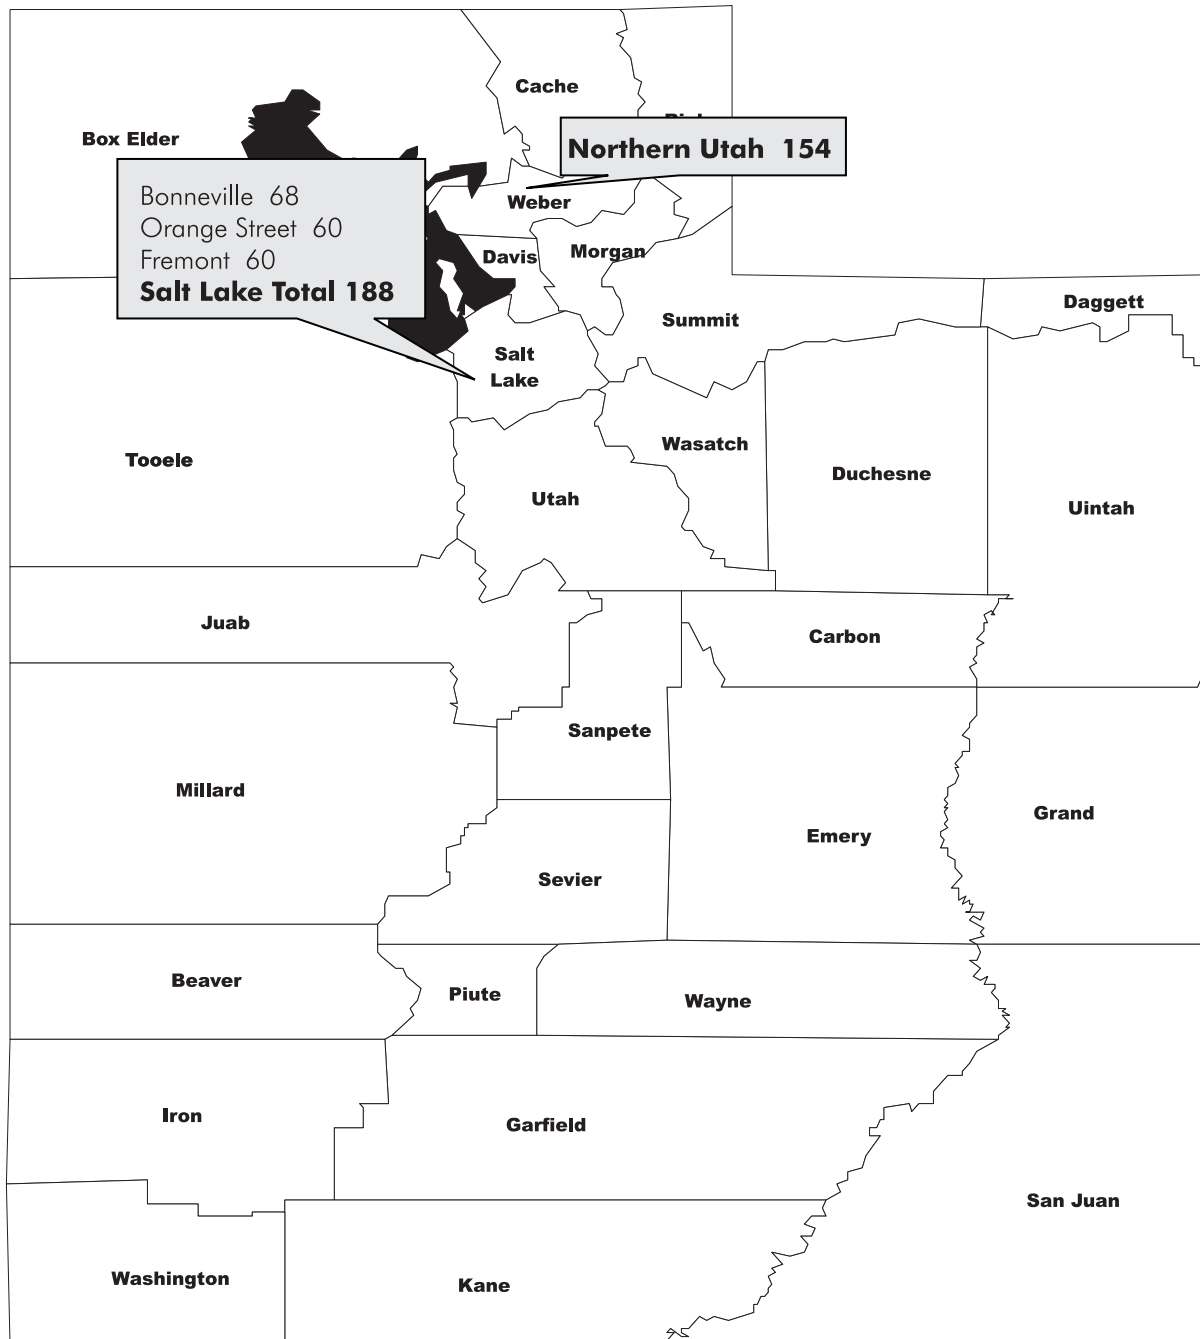 Cache
Box Elder
Northern Utah 154
Bonneville 68
Orange Street 60
Fremont 60
Salt Lake Total 188
Weber
Davis
Morgan
Daggett
Summit
Salt
Lake
Wasatch
Tooele
Duchesne
Utah
Uintah
Juab
Carbon
Sanpete
Millard
Grand
Emery
Sevier
Beaver
Piute
Wayne
Iron
Garfield
San Juan
Washington
Kane